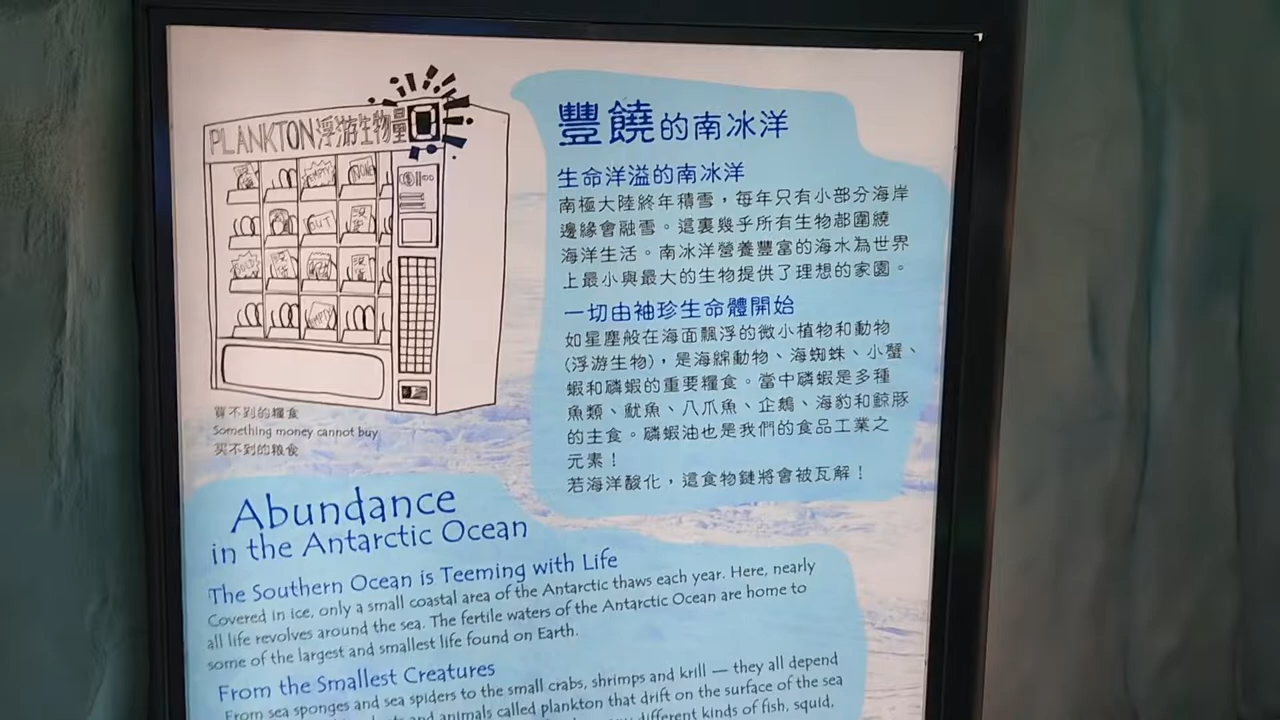 PLANKTON浮游生物量
EMPTY
OUT
EMPTY
買不到的糧食
Something money cannot buy
买不到的粮食
豐饒的南冰洋
生命洋溢的南冰洋
南極大陸終年積雪，每年只有小部分海岸
邊緣會融雪。這裏幾乎所有生物都圍繞
海洋生活。南冰洋營養豐富的海水為世界
上最小與最大的生物提供了理想的家園。
一切由袖珍生命體開始
如星塵般在海面飄浮的微小植物和動物
(浮游生物)，是海綿動物、海蜘蛛、小蟹、
蝦和磷蝦的重要糧食。當中磷蝦是多種
魚類、魷魚、八爪魚、企鵝、海豹和鯨豚
的主食。磷蝦油也是我們的食品工業之
元素！
若海洋酸化，這食物鏈將會被瓦解！
Abundance
in the Antarctic Ocean
The Southern Ocean is Teeming with Life
Covered in ice, only a small coastal area of the Antarctic thaws each year. Here, nearly
all life revolves around the sea. The fertile waters of the Antarctic Ocean are home to
some of the largest and smallest life found on Earth.
From the Smallest Creatures
From sea sponges and sea spiders to the small crabs, shrimps and krill — they all depend
and animals called plankton that drift on the surface of the sea
different kinds of fish, squid,